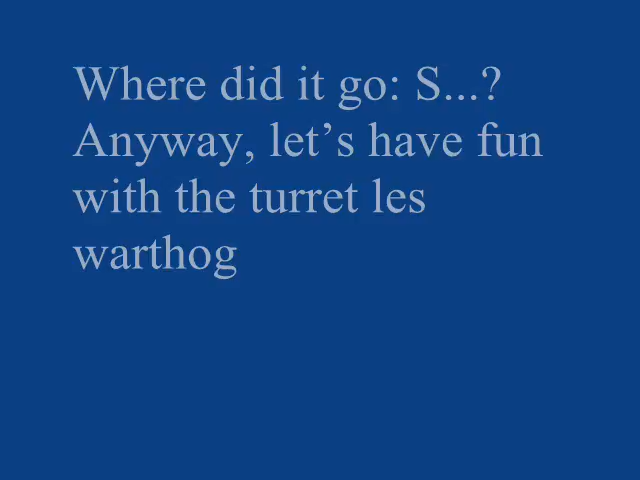 Where did it go: S...?
Anyway, let’s have fun
with the turret les
warthog